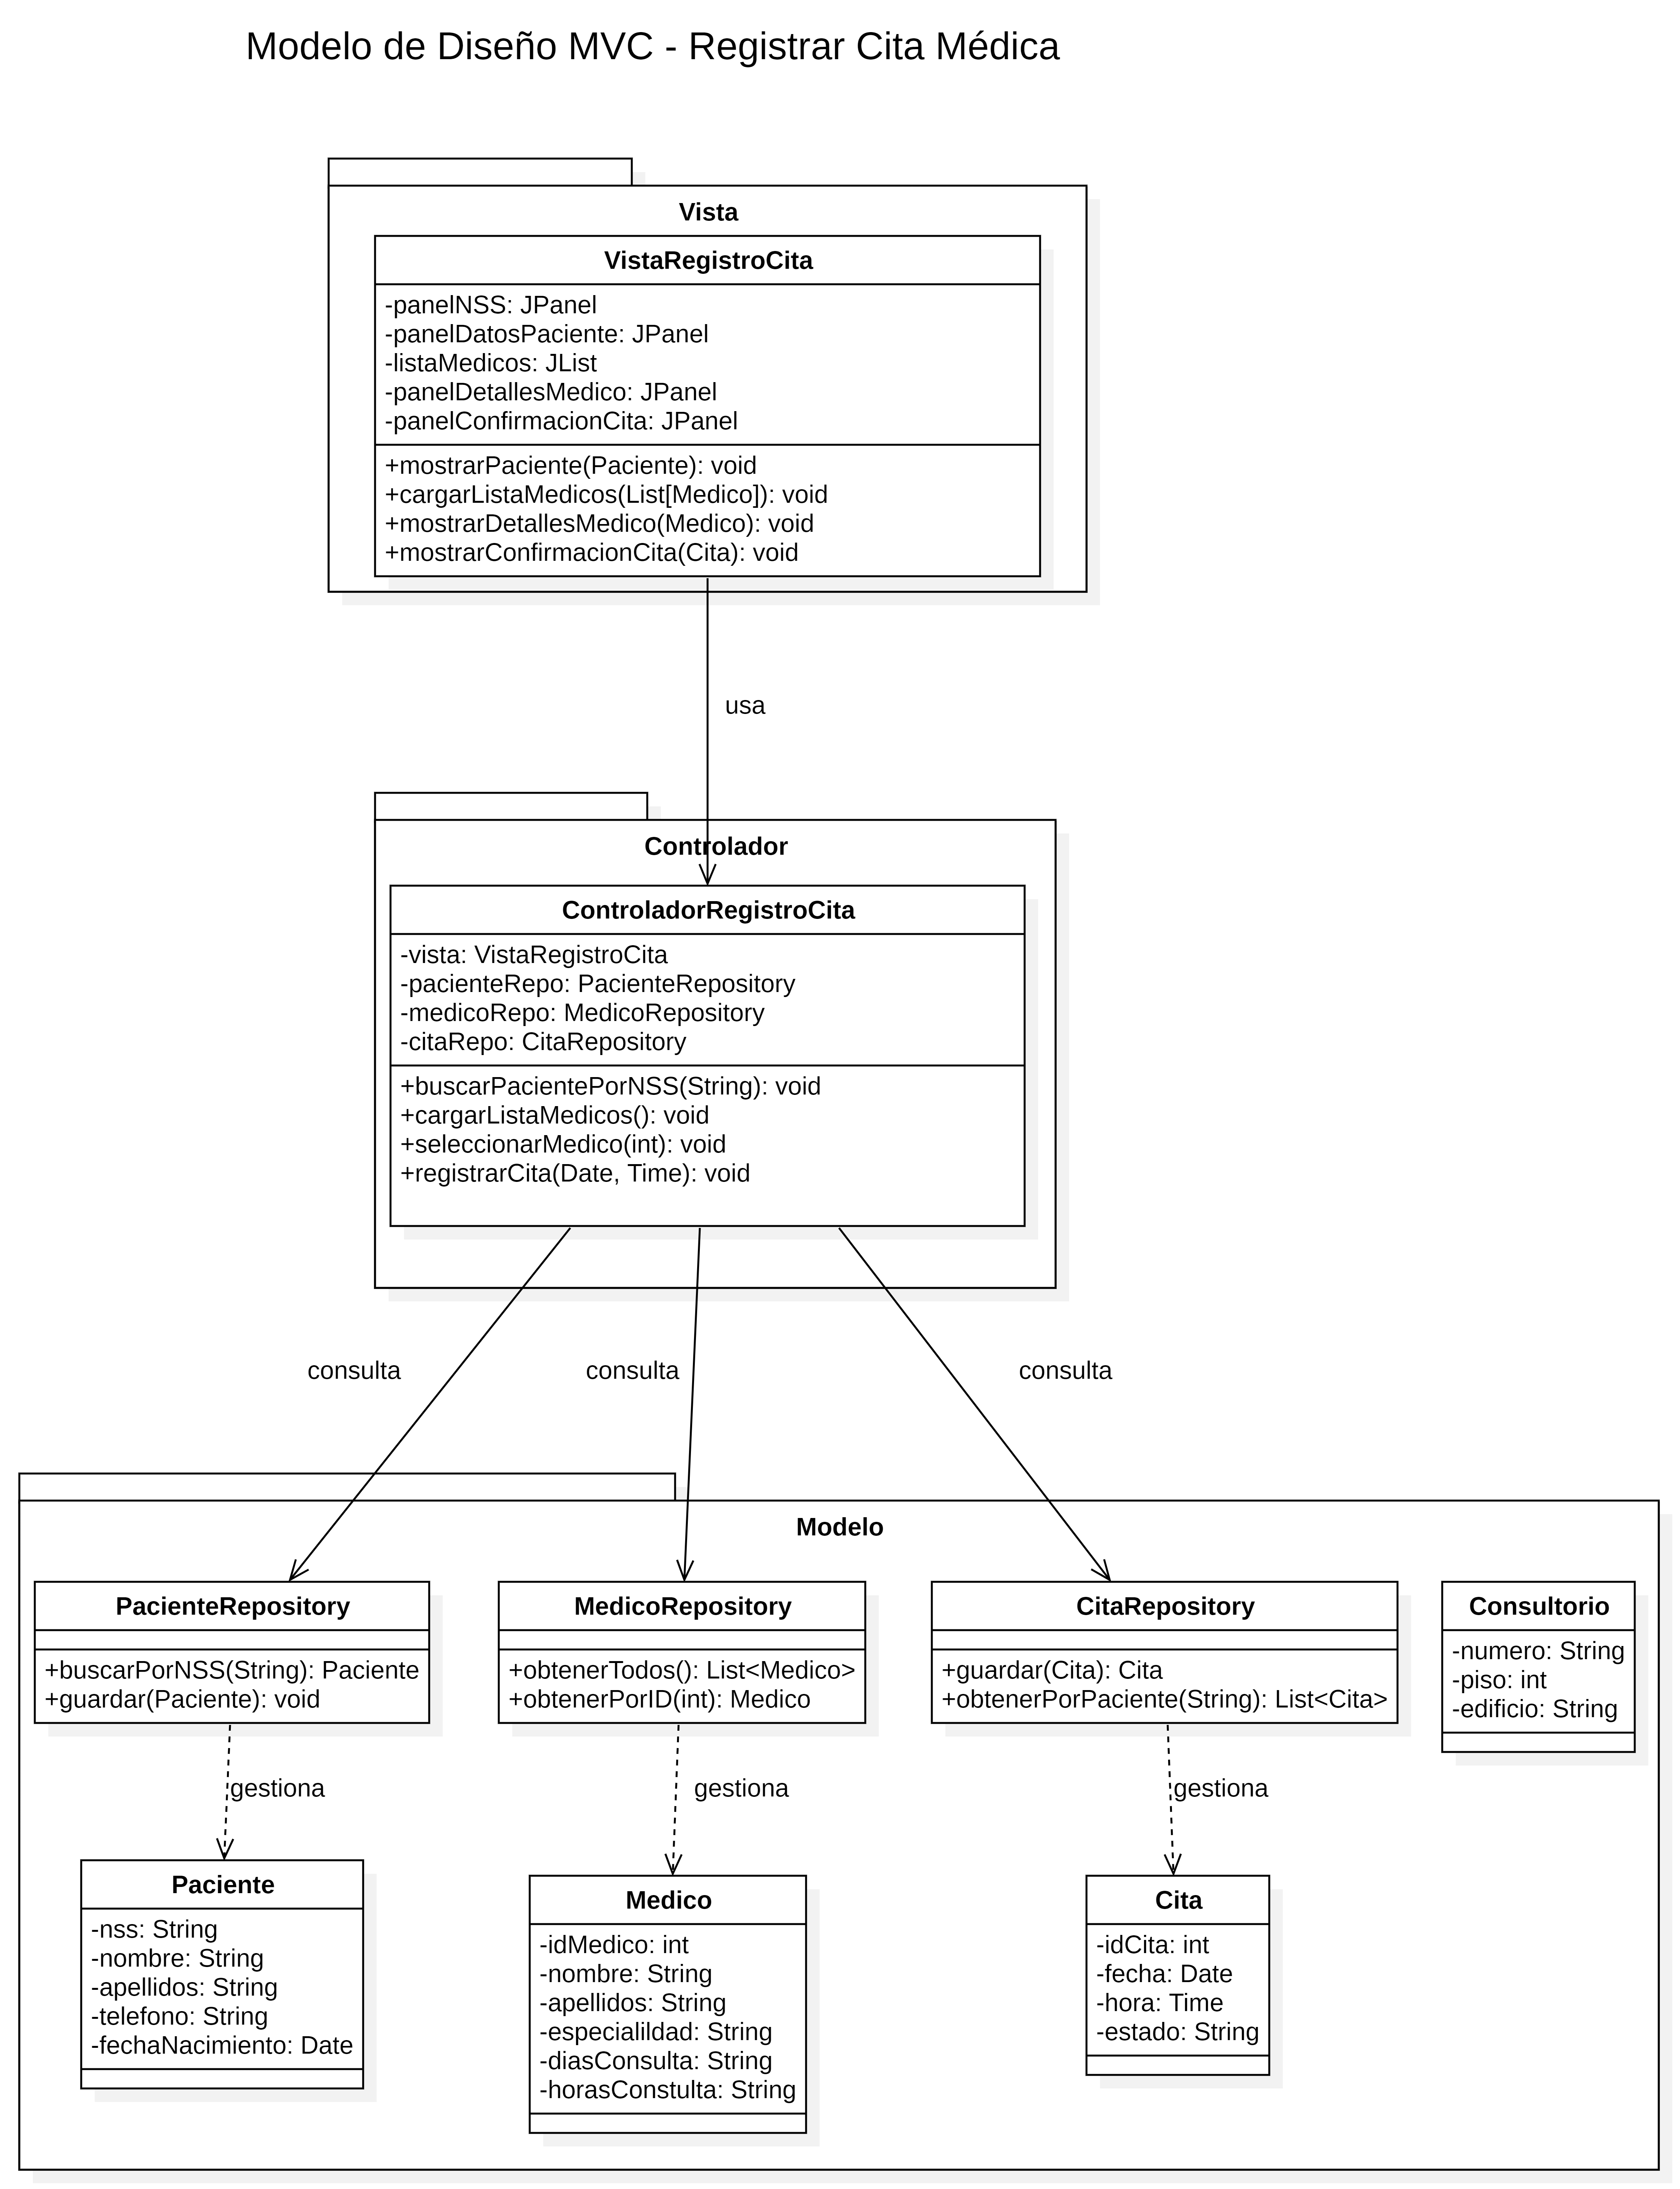 Modelo de Diseño MVC - Registrar Cita Médica
Vista
VistaRegistroCita
-panelNSS: JPanel
-panelDatosPaciente: JPanel
-listaMedicos: JList
-panelDetallesMedico: JPanel
-panelConfirmacionCita: JPanel
+mostrarPaciente(Paciente): void
+cargarListaMedicos(List[Medico]): void
+mostrarDetallesMedico(Medico): void
+mostrarConfirmacionCita(Cita): void
usa
Controlador
ControladorRegistroCita
-vista: VistaRegistroCita
-pacienteRepo: PacienteRepository
-medicoRepo: MedicoRepository
-citaRepo: CitaRepository
+buscarPacientePorNSS(String): void
+cargarListaMedicos(): void
+seleccionarMedico(int): void
+registrarCita(Date, Time): void
consulta
consulta
consulta
Modelo
PacienteRepository
+buscarPorNSS(String): Paciente
+guardar(Paciente): void
MedicoRepository
+obtenerTodos(): List<Medico>
+obtenerPorID(int): Medico
CitaRepository
+guardar(Cita): Cita
+obtenerPorPaciente(String): List<Cita>
Consultorio
-numero: String
-piso: int
-edificio: String
gestiona
gestiona
gestiona
Paciente
-nss: String
-nombre: String
-apellidos: String
-telefono: String
-fechaNacimiento: Date
Medico
-idMedico: int
-nombre: String
-apellidos: String
-especialildad: String
-diasConsulta: String
-horasConstulta: String
Cita
-idCita: int
-fecha: Date
-hora: Time
-estado: String